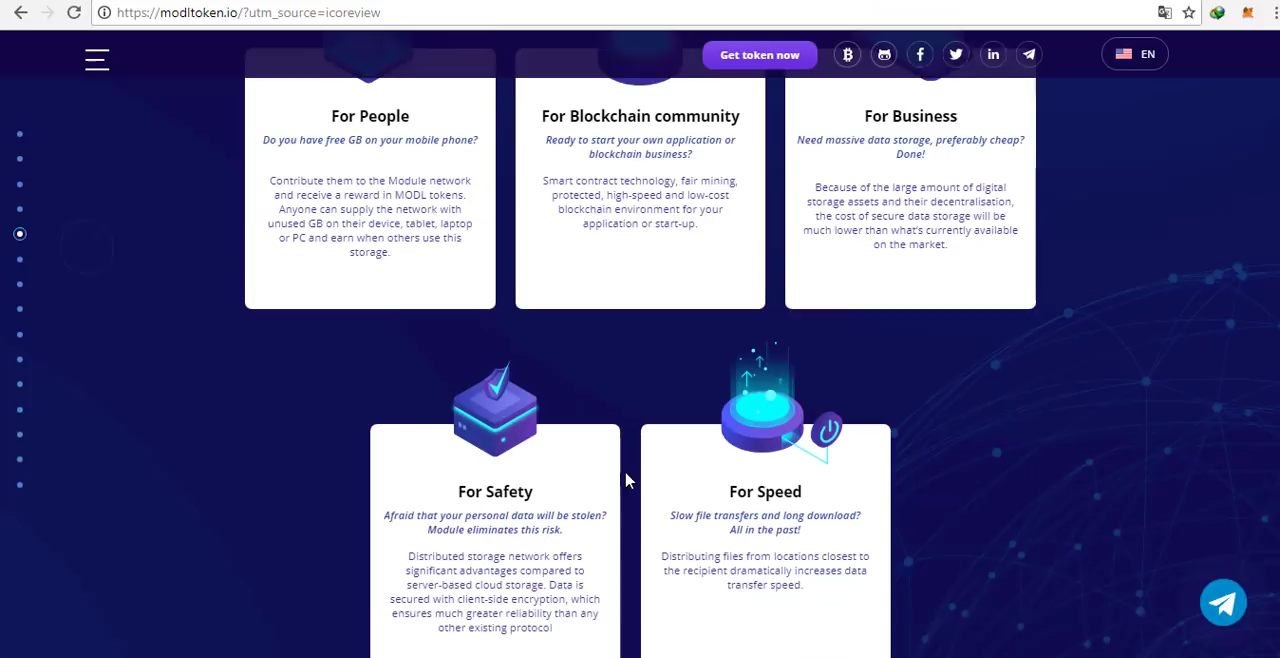 https://modltoken.io/?utm_source=icoreview
Get token now
EN
For People
Do you have free GB on your mobile phone?
Contribute them to the Module network
and receive a reward in MODL tokens.
Anyone can supply the network with
unused GB on their device, tablet, laptop
or PC and earn when others use this
storage.
For Blockchain community
Ready to start your own application or
blockchain business?
Smart contract technology, fair mining,
protected, high-speed and low-cost
blockchain environment for your
application or start-up.
For Business
Need massive data storage, preferably cheap?
Done!
Because of the large amount of digital
storage assets and their decentralisation,
the cost of secure data storage will be
much lower than what's currently available
on the market.
For Safety
Afraid that your personal data will be stolen?
Module eliminates this risk.
Distributed storage network offers
significant advantages compared to
server-based cloud storage. Data is
secured with client-side encryption, which
ensures much greater reliability than any
other existing protocol
For Speed
Slow file transfers and long download?
All in the past!
Distributing files from locations closest to
the recipient dramatically increases data
transfer speed.